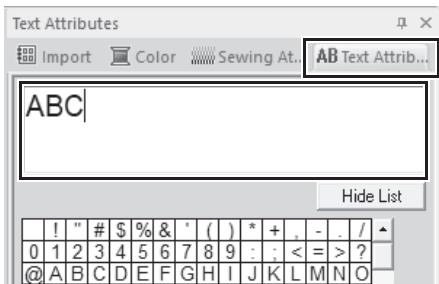 Text Attributes
Import Color Sewing At... AB Text Attrib...
ABC
Hide List
! " # $ % & ' ( ) * + , - . /
0 1 2 3 4 5 6 7 8 9 : ; < = > ?
@ A B C D E F G H I J K L M N O